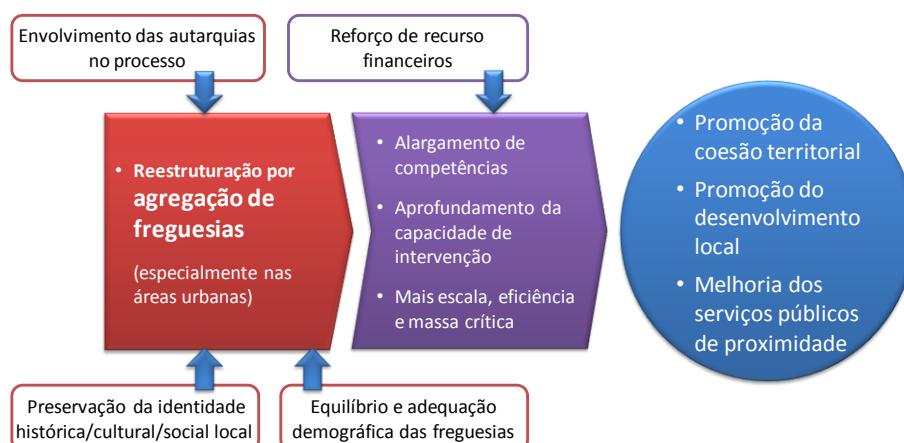 Envolvimento das autarquias
no processo
Reforço de recurso
financeiros
• Reestruturação por
agregação de
freguesias
(especialmente nas
áreas urbanas)
• Alargamento de
competências
• Aprofundamento da
capacidade de
intervenção
• Mais escala, eficiência
e massa crítica
• Promoção da
coesão territorial
• Promoção do
desenvolvimento
local
• Melhoria dos
serviços públicos
de proximidade
Preservação da identidade
histórica/cultural/social local
Equilíbrio e adequação
demográfica das freguesias